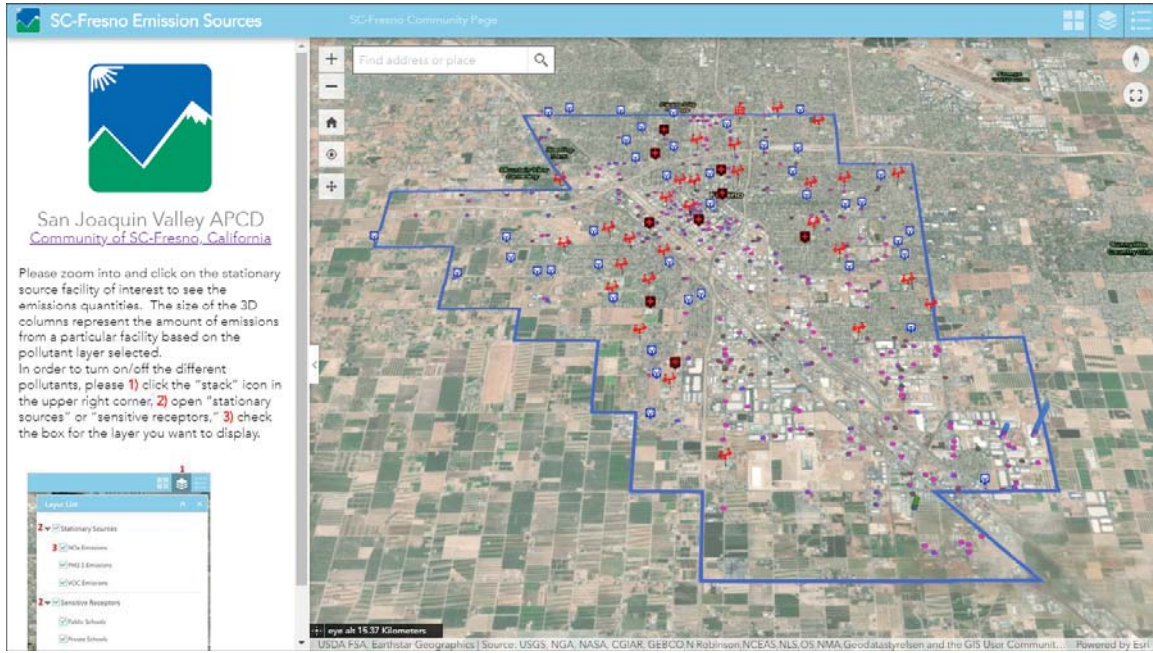 SC-Fresno Emission Sources
SC-Fresno Community Page
Find address or place
San Joaquin Valley APCD
Community of SC-Fresno, California
Please zoom into and click on the stationary
source facility of interest to see the
emissions quantities. The size of the 3D
columns represent the amount of emissions
from a particular facility based on the
pollutant layer selected.
In order to turn on/off the different
pollutants, please 1) click the "stack" icon in
the upper right corner, 2) open "stationary
sources" or "sensitive receptors," 3) check
the box for the layer you want to display.
1
Layer List
2 Stationary Sources
3 NOx Emissions
PM2.5 Emissions
VOC Emissions
2 Sensitive Receptors
Public Schools
Private Schools
eye alt 15.37 Kilometers
USDA FSA, Earthstar Geographics | Source: USGS, NGA, NASA, CGIAR, GEBCO,N Robinson,NCEAS,NLS,OS,NMA,Geodatastyrelsen and the GIS User Communit... Powered by Esri